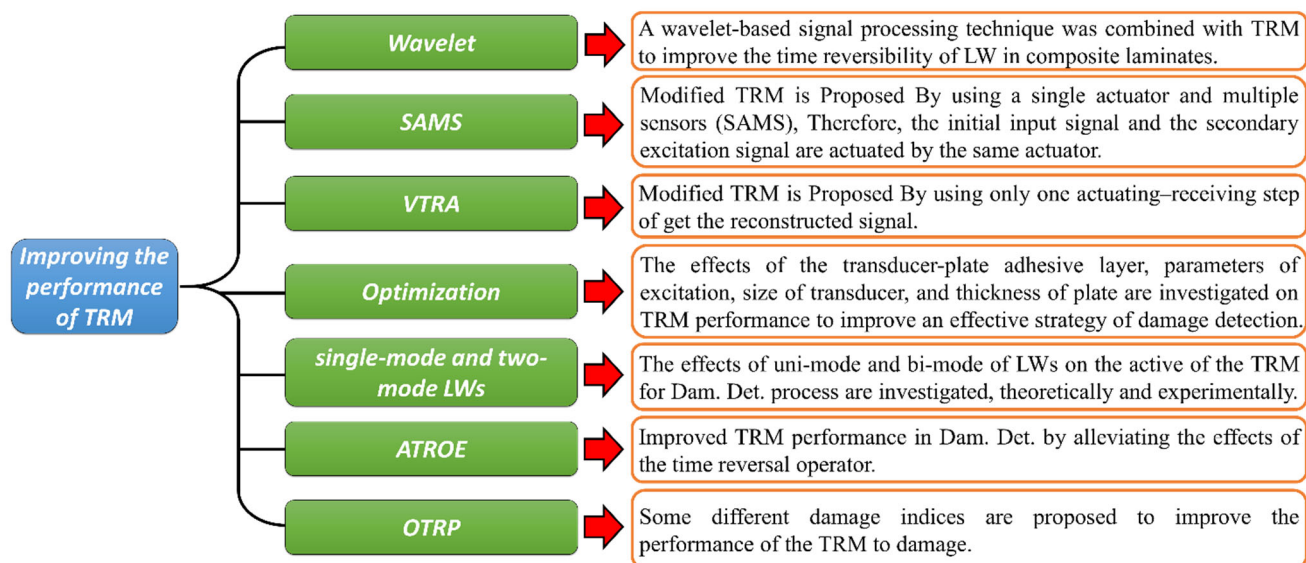 Improving the
performance
of TRM
Wavelet
A wavelet-based signal processing technique was combined with TRM
to improve the time reversibility of LW in composite laminates.
SAMS
Modified TRM is Proposed By using a single actuator and multiple
sensors (SAMS), Therefore, the initial input signal and the secondary
excitation signal are actuated by the same actuator.
VTRA
Modified TRM is Proposed By using only one actuating–receiving step
of get the reconstructed signal.
Optimization
The effects of the transducer-plate adhesive layer, parameters of
excitation, size of transducer, and thickness of plate are investigated on
TRM performance to improve an effective strategy of damage detection.
single-mode and two-
mode LWs
The effects of uni-mode and bi-mode of LWs on the active of the TRM
for Dam. Det. process are investigated, theoretically and experimentally.
ATROE
Improved TRM performance in Dam. Det. by alleviating the effects of
the time reversal operator.
OTRP
Some different damage indices are proposed to improve the
performance of the TRM to damage.